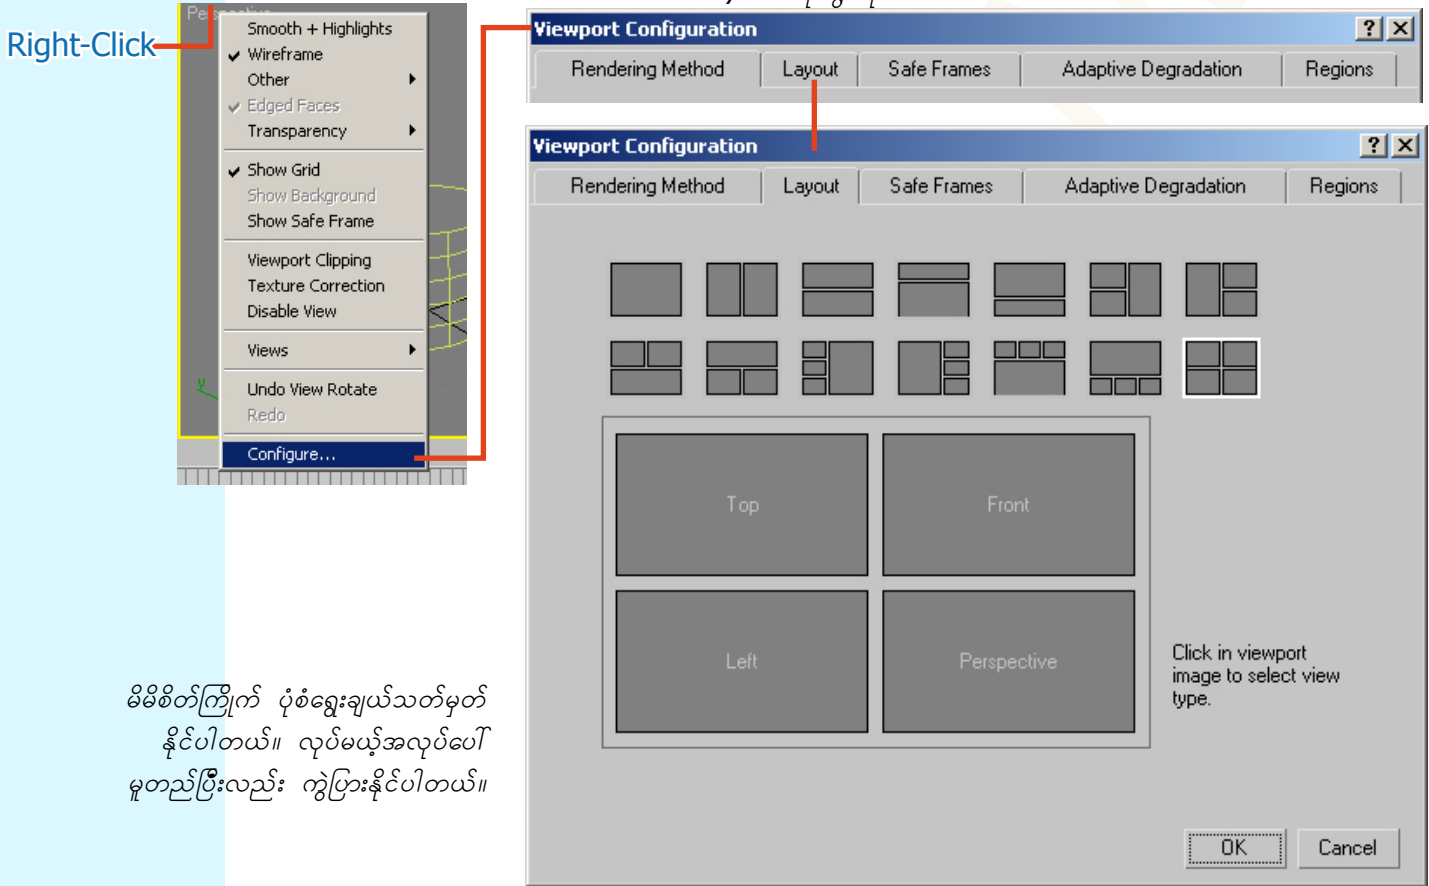 Perspective
Right-Click
Smooth + Highlights
Wireframe
Other
Edged Faces
Transparency
Show Grid
Show Background
Show Safe Frame
Viewport Clipping
Texture Correction
Disable View
Views
Undo View Rotate
Redo
Configure...
y
Viewport Configuration
Rendering Method Layout Safe Frames Adaptive Degradation Regions
Viewport Configuration
Rendering Method Layout Safe Frames Adaptive Degradation Regions
Top Front
Left Perspective
Click in viewport
image to select view
type.
OK Cancel
မိမိစိတ်ကြိုက် ပုံစံရွေးချယ်သတ်မှတ်
နိုင်ပါတယ်။ လုပ်မယ့်အလုပ်ပေါ်
မူတည်ပြီးလည်း ကွဲပြားနိုင်ပါတယ်။